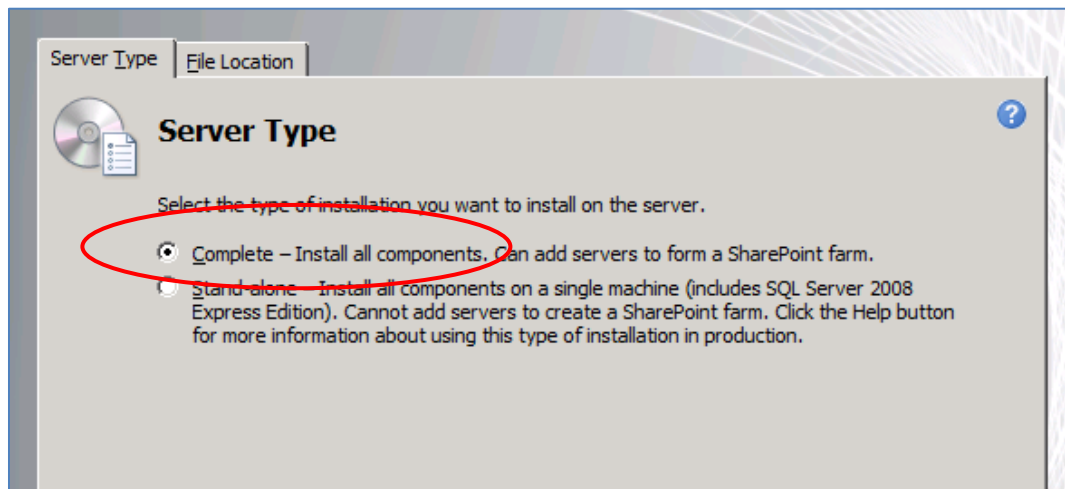 Server Type
File Location
Server Type
Select the type of installation you want to install on the server.
Complete – Install all components. Can add servers to form a SharePoint farm.
Stand-alone – Install all components on a single machine (includes SQL Server 2008
Express Edition). Cannot add servers to create a SharePoint farm. Click the Help button
for more information about using this type of installation in production.